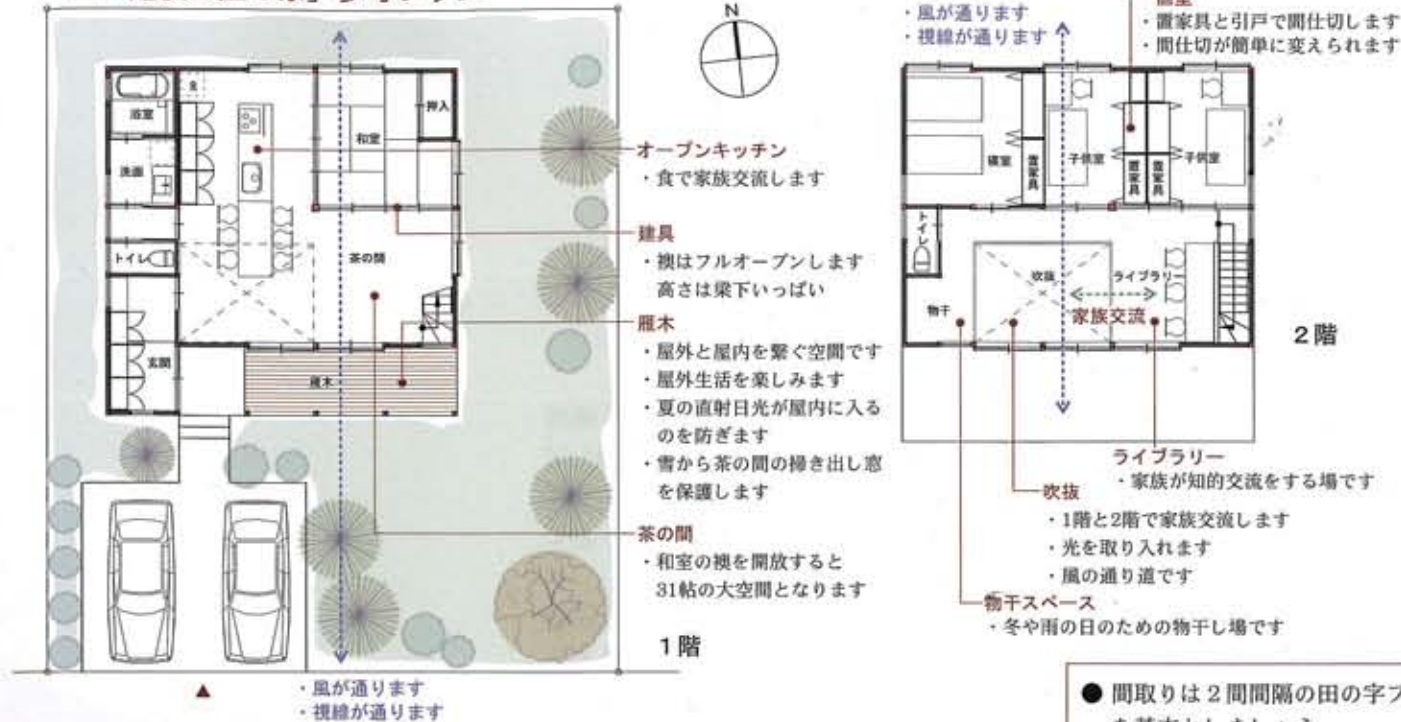 N
浴室
洗面
トイレ
玄関
和室
押入
茶の間
雁木
オープンキッチン
・食で家族交流します
建具
・襖はフルオープンします
高さは梁下いっぱい
雁木
・屋外と屋内を繋ぐ空間です
・屋外生活を楽しみます
・夏の直射日光が屋内に入る
のを防ぎます
・雪から茶の間の掃き出し窓
を保護します
茶の間
・和室の襖を開放すると
31帖の大空間となります
1階
・風が通ります
・視線が通ります
・風が通ります
・視線が通ります
・置家具と引戸で間仕切します
・間仕切が簡単に変えられます
寝室
置家具
子供室
置家具
置家具
子供室
トイレ
吹抜
ライブラリー
物干
家族交流
2階
ライブラリー
・家族が知的交流をする場です
吹抜
・1階と2階で家族交流します
・光を取り入れます
・風の通り道です
物干スペース
・冬や雨の日のための物干し場です
● 間取りは2間間隔の田の字プ